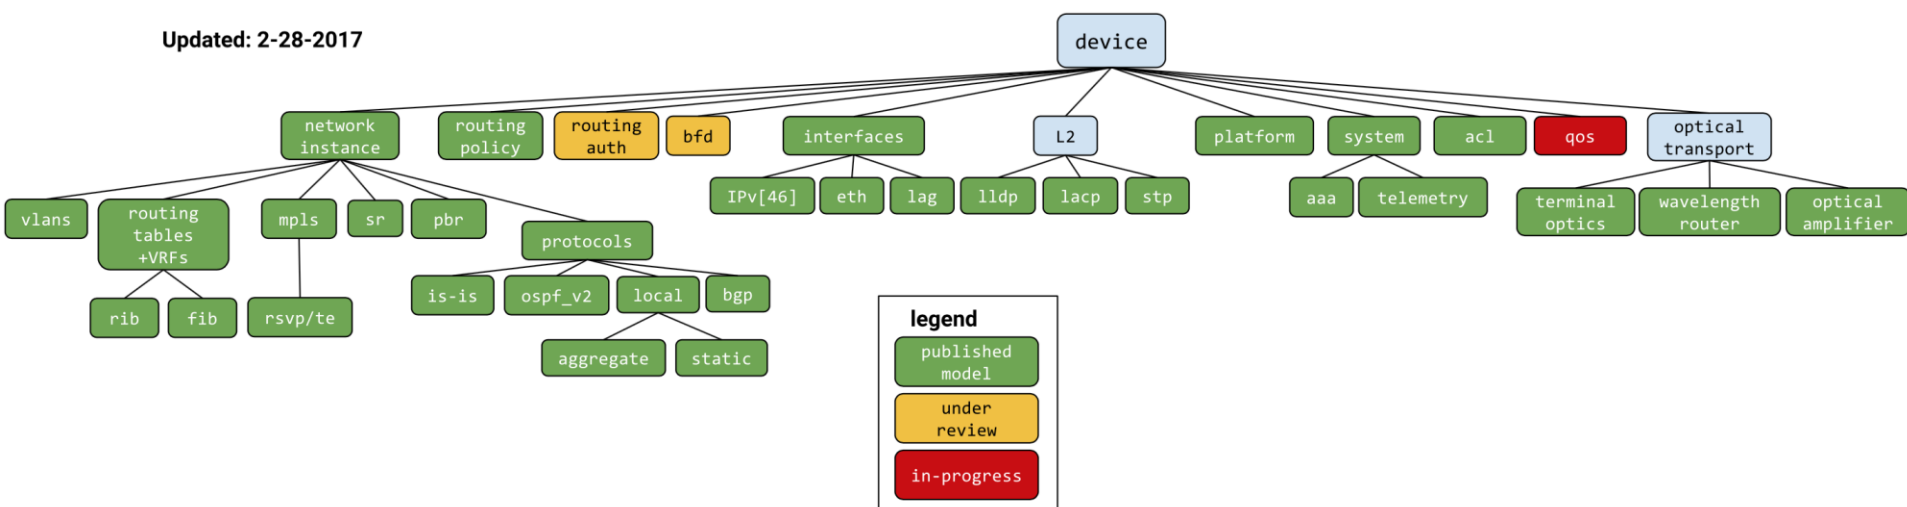 Updated: 2-28-2017
device
network
instance
routing
policy
routing
auth
bfd
interfaces
L2
platform
system
acl
qos
optical
transport
IPv[46]
eth
lag
lldp
lacp
stp
aaa
telemetry
terminal
optics
wavelength
router
optical
amplifier
vlans
routing
tables
+VRFs
mpls
sr
pbr
protocols
rib
fib
rsvp/te
is-is
ospf_v2
local
bgp
aggregate
static
legend
published
model
under
review
in-progress